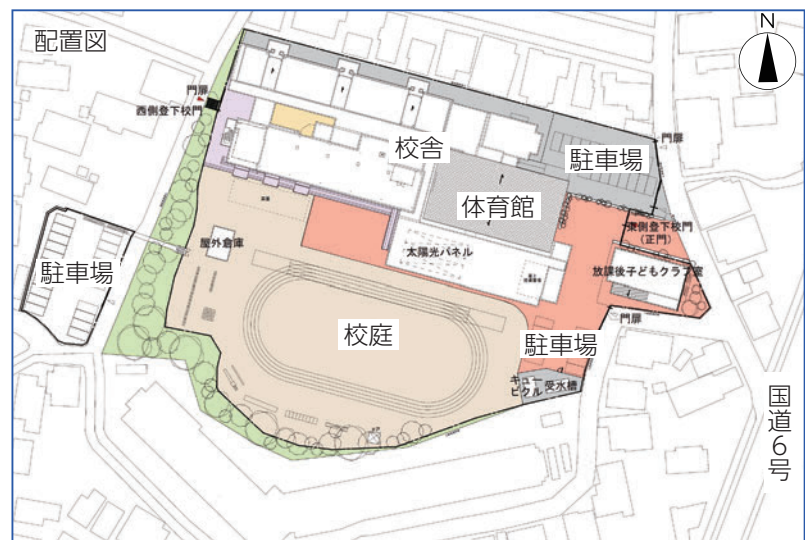 配置図
N
門扉
西側登下校門
校舎
門扉
駐車場
体育館
東側登下校門
(正門)
屋外倉庫
太陽光パネル
放課後子どもクラブ室
駐車場
門扉
校庭
駐車場
キュー
ビクル
受水槽
国道6号